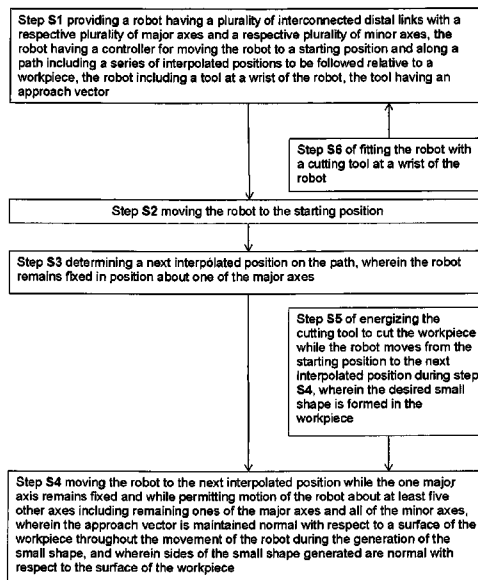 Step S1 providing a robot having a plurality of interconnected distal links with a
respective plurality of major axes and a respective plurality of minor axes, the
robot having a controller for moving the robot to a starting position and along a
path including a series of interpolated positions to be followed relative to a
workpiece, the robot including a tool at a wrist of the robot, the tool having an
approach vector
Step S6 of fitting the robot with
a cutting tool at a wrist of the
robot
Step S2 moving the robot to the starting position
Step S3 determining a next interpolated position on the path, wherein the robot
remains fixed in position about one of the major axes
Step S5 of energizing the
cutting tool to cut the workpiece
while the robot moves from the
starting position to the next
interpolated position during step
S4, wherein the desired small
shape is formed in the
workpiece
Step S4 moving the robot to the next interpolated position while the one major
axis remains fixed and while permitting motion of the robot about at least five
other axes including remaining ones of the major axes and all of the minor axes,
wherein the approach vector is maintained normal with respect to a surface of the
workpiece throughout the movement of the robot during the generation of
the small shape, and wherein sides of the small shape generated are normal with
respect to the surface of the workpiece